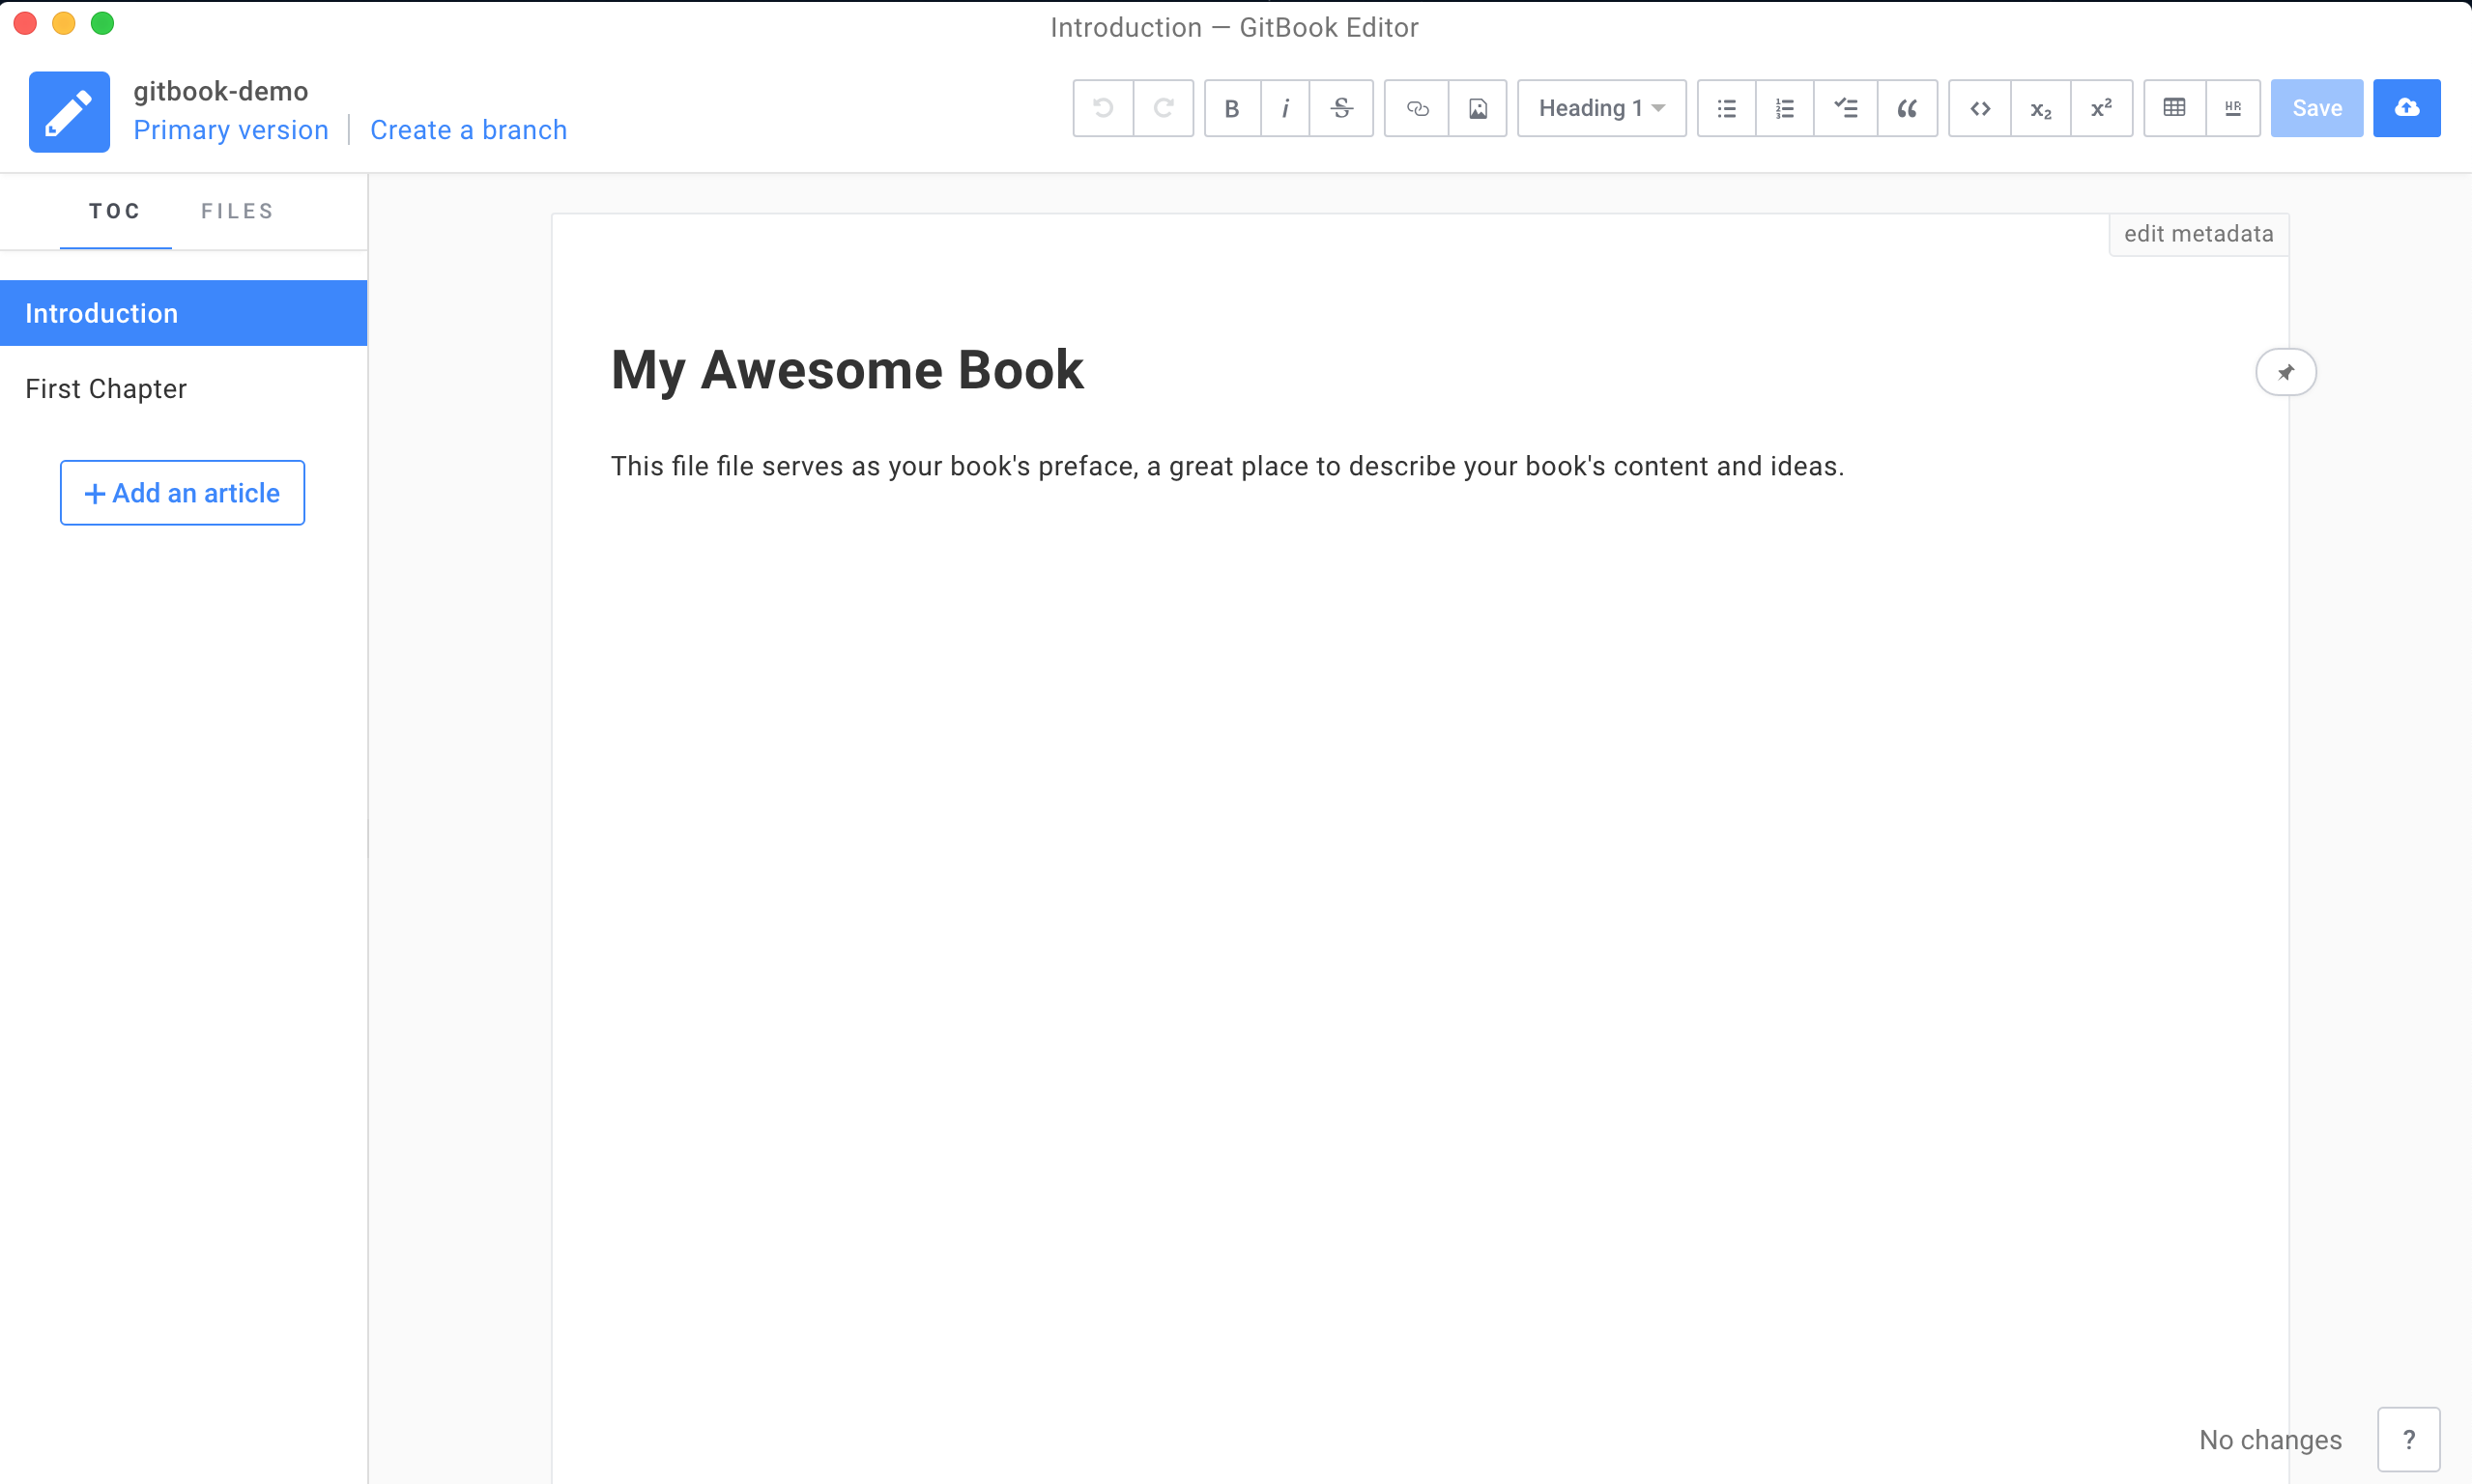 Introduction — GitBook Editor
gitbook-demo
Primary version | Create a branch
B i S Heading 1 x₂ x² HR Save
TOC FILES
edit metadata
Introduction
First Chapter
+ Add an article
My Awesome Book
This file file serves as your book's preface, a great place to describe your book's content and ideas.
No changes ?